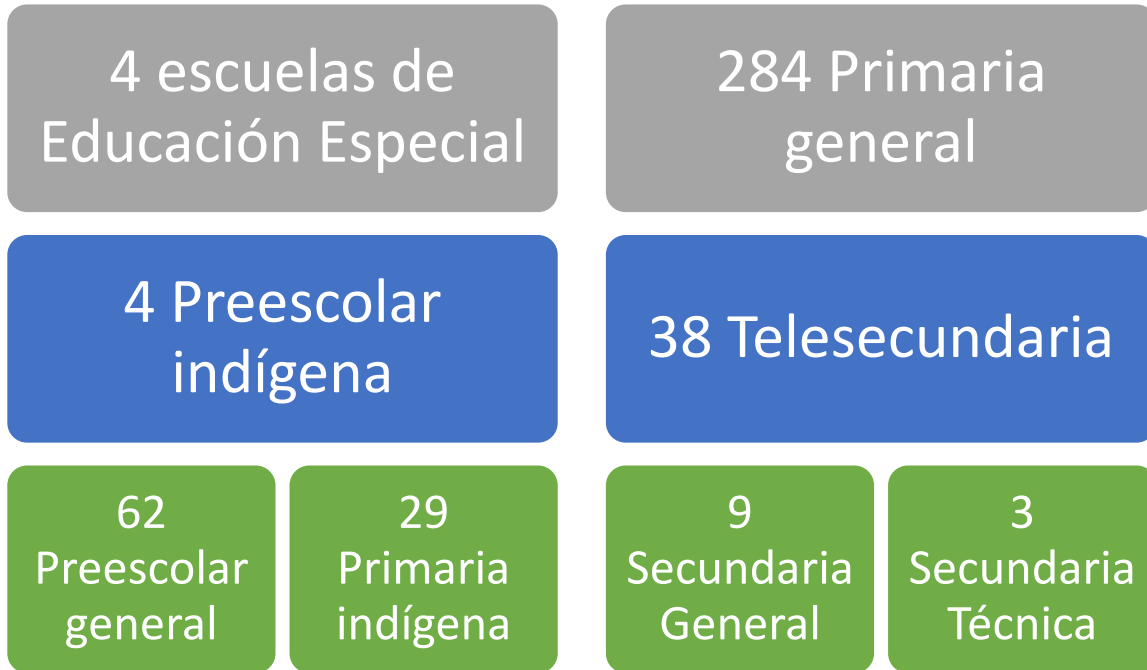 4 escuelas de
Educación Especial
284 Primaria
general
4 Preescolar
indígena
38 Telesecundaria
62
Preescolar
general
29
Primaria
indígena
9
Secundaria
General
3
Secundaria
Técnica